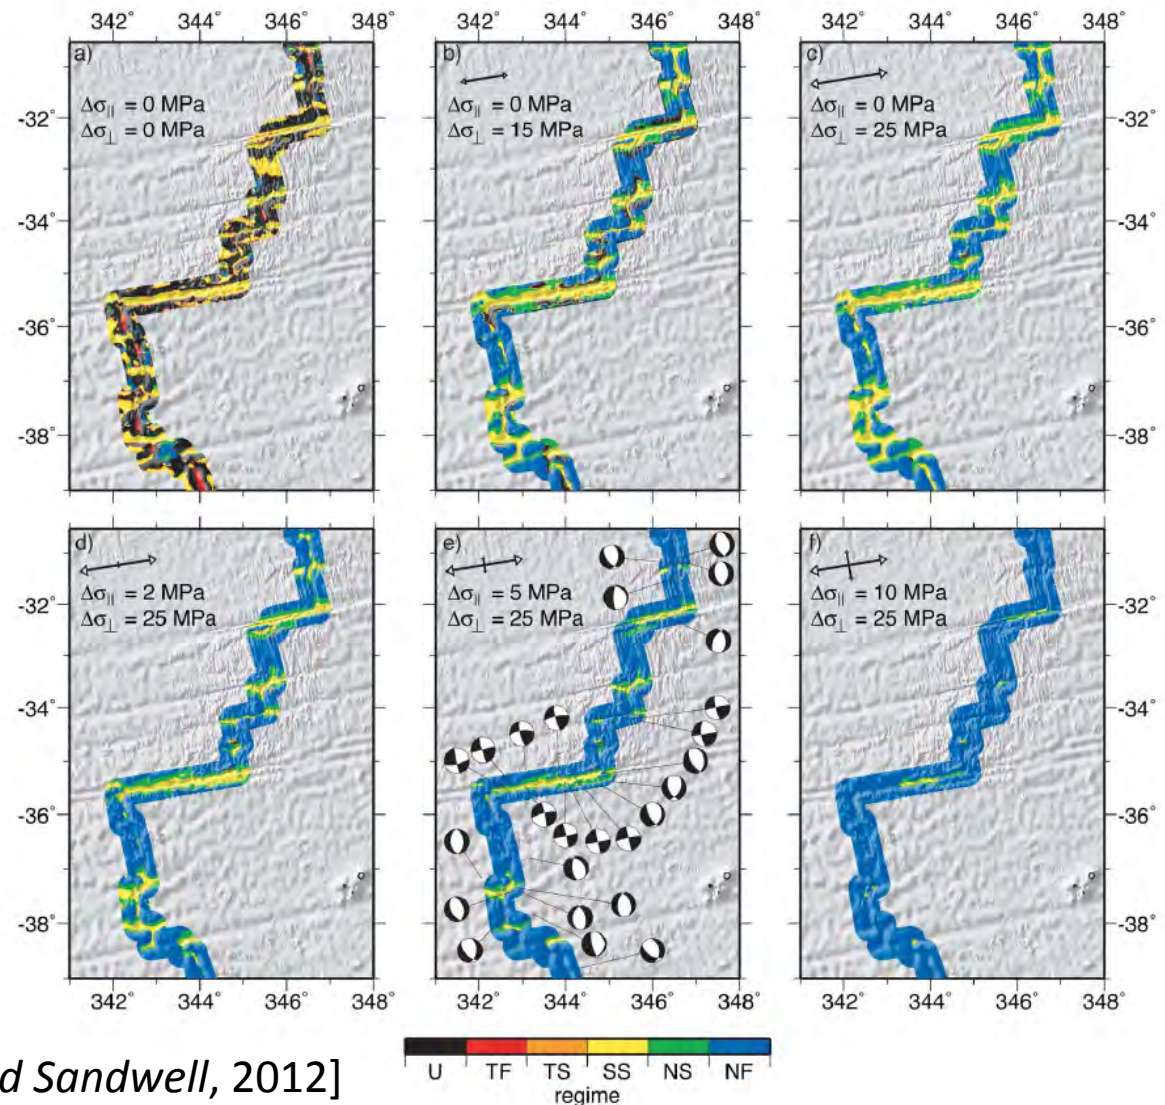 342° 344° 346° 348° 342° 344° 346° 348° 342° 344° 346° 348°
a) b) c)
Δσ∥ = 0 MPa Δσ∥ = 0 MPa Δσ∥ = 0 MPa
Δσ⊥ = 0 MPa Δσ⊥ = 15 MPa Δσ⊥ = 25 MPa
-32° -32°
-34° -34°
-36° -36°
-38° -38°
d) e) f)
Δσ∥ = 2 MPa Δσ∥ = 5 MPa Δσ∥ = 10 MPa
Δσ⊥ = 25 MPa Δσ⊥ = 25 MPa Δσ⊥ = 25 MPa
-32° -32°
-34° -34°
-36° -36°
-38° -38°
342° 344° 346° 348° 342° 344° 346° 348° 342° 344° 346° 348°
U TF TS SS NS NF
regime
d Sandwell, 2012]